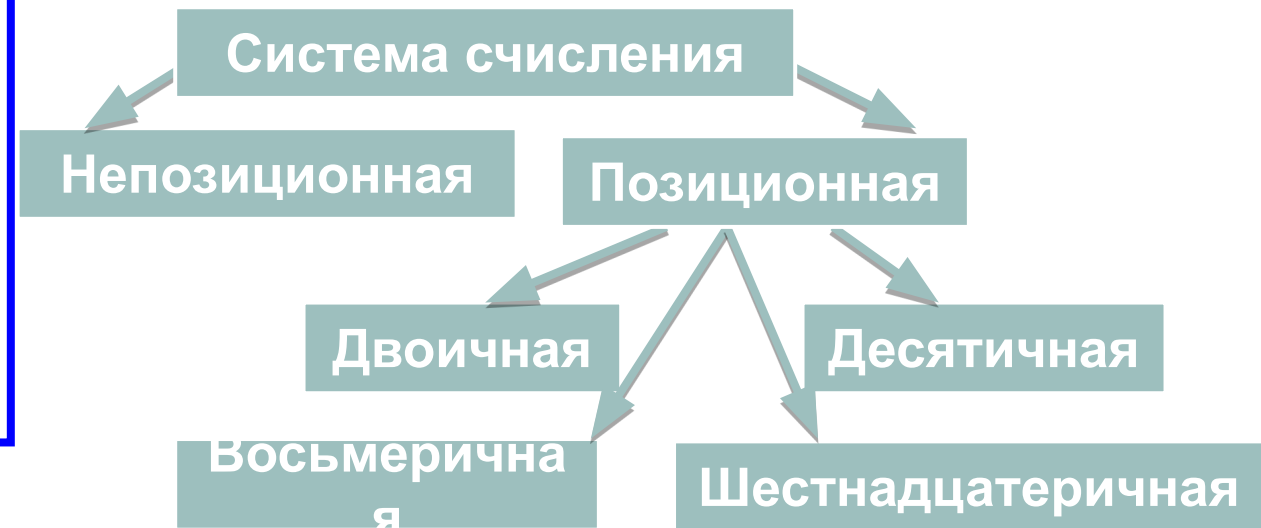 Система счисления
Непозиционная
Позиционная
Двоичная
Десятичная
Восьмерична
я
Шестнадцатеричная